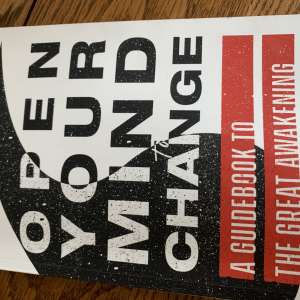 OPEN
YOUR
MIND
To
CHANGE
A GUIDEBOOK TO
THE GREAT AWAKENING